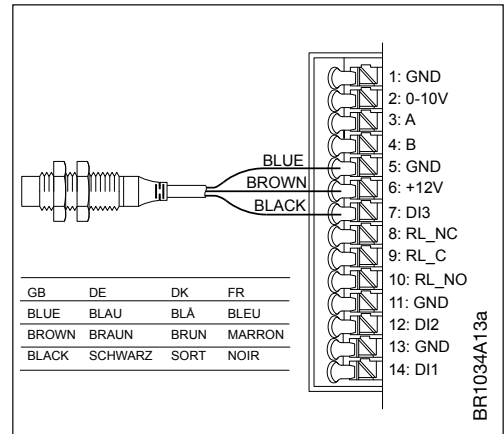 1: GND
2: 0-10V
3: A
4: B
BLUE 5: GND
BROWN 6: +12V
BLACK 7: DI3
8: RL_NC
9: RL_C
10: RL_NO
11: GND
12: DI2
13: GND
14: DI1
GB DE DK FR
BLUE BLAU BLÅ BLEU
BROWN BRAUN BRUN MARRON
BLACK SCHWARZ SORT NOIR
BR1034A13a